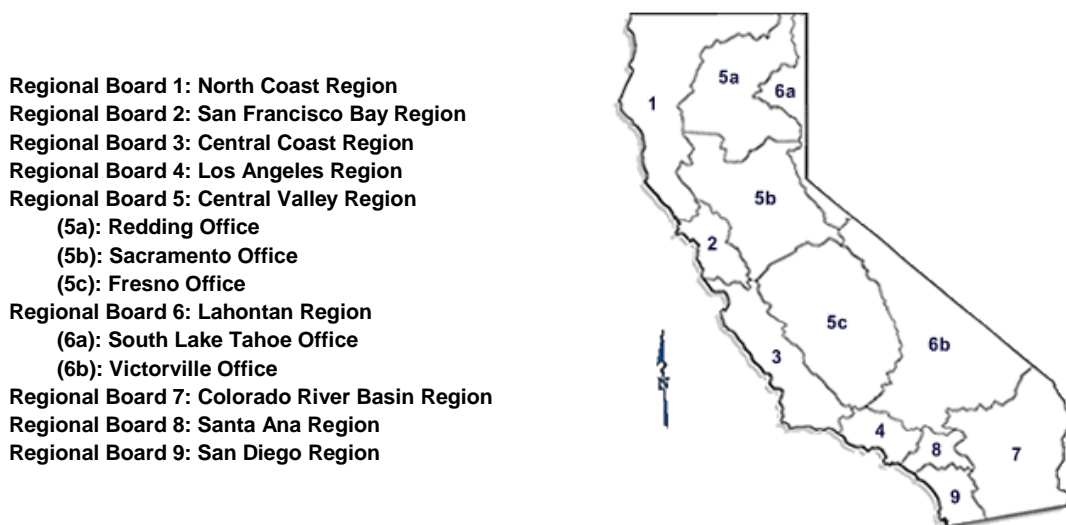 Regional Board 1: North Coast Region
Regional Board 2: San Francisco Bay Region
Regional Board 3: Central Coast Region
Regional Board 4: Los Angeles Region
Regional Board 5: Central Valley Region
(5a): Redding Office
(5b): Sacramento Office
(5c): Fresno Office
Regional Board 6: Lahontan Region
(6a): South Lake Tahoe Office
(6b): Victorville Office
Regional Board 7: Colorado River Basin Region
Regional Board 8: Santa Ana Region
Regional Board 9: San Diego Region
5a
6a
1
5b
2
5c
6b
3
N
4
8
7
9